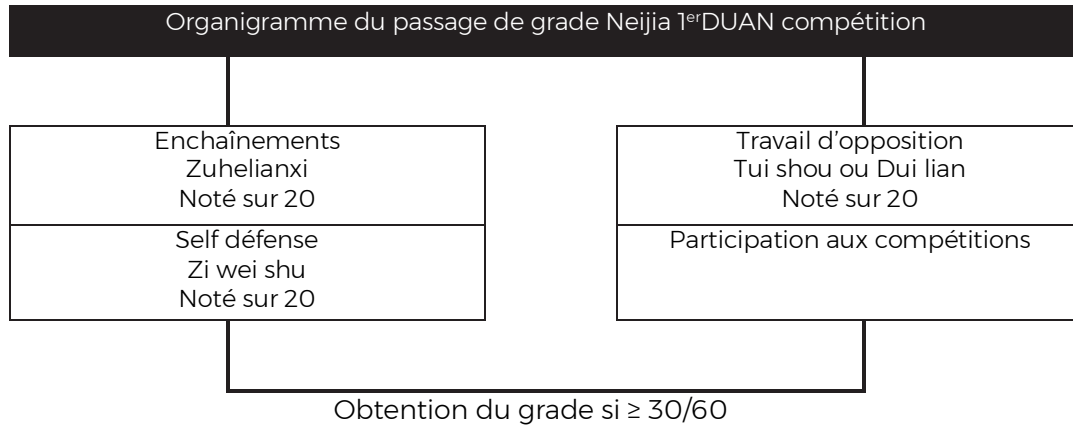 Organigramme du passage de grade Neijia 1erDUAN compétition
Enchaînements
Zuhelianxi
Noté sur 20
Self défense
Zi wei shu
Noté sur 20
Travail d’opposition
Tui shou ou Dui lian
Noté sur 20
Participation aux compétitions
Obtention du grade si ≥ 30/60